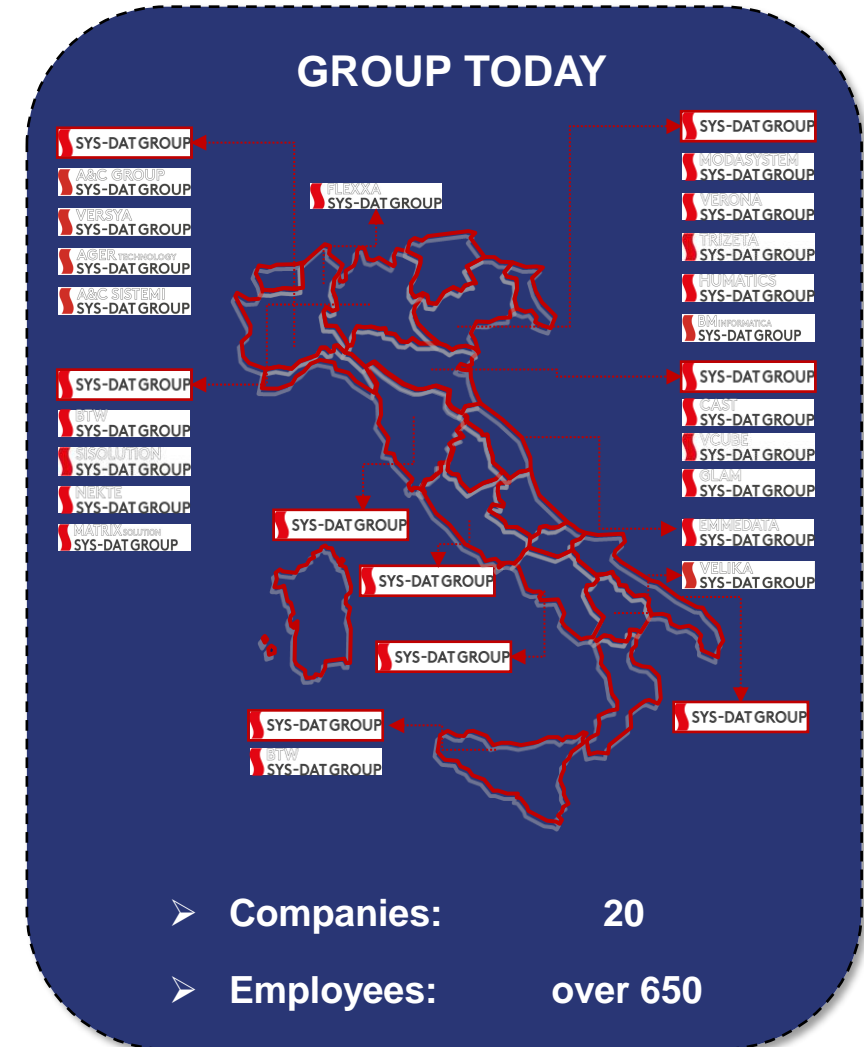 GROUP TODAY
SYS-DAT GROUP
A&C GROUP
SYS-DAT GROUP
VERSYA
SYS-DAT GROUP
AGER TECHNOLOGY
SYS-DAT GROUP
A&C SISTEMI
SYS-DAT GROUP
FLEXXA
SYS-DAT GROUP
SYS-DAT GROUP
MODASYSTEM
SYS-DAT GROUP
VERONA
SYS-DAT GROUP
TRIZETA
SYS-DAT GROUP
HUMATICS
SYS-DAT GROUP
BM INFORMATICA
SYS-DAT GROUP
SYS-DAT GROUP
BTW
SYS-DAT GROUP
SISOLUTION
SYS-DAT GROUP
NEKTE
SYS-DAT GROUP
MATRIX SOLUTION
SYS-DAT GROUP
SYS-DAT GROUP
CAST
SYS-DAT GROUP
VCUBE
SYS-DAT GROUP
GLAM
SYS-DAT GROUP
EMMEDATA
SYS-DAT GROUP
VELIKA
SYS-DAT GROUP
SYS-DAT GROUP
SYS-DAT GROUP
SYS-DAT GROUP
SYS-DAT GROUP
SYS-DAT GROUP
BTW
SYS-DAT GROUP
➢ Companies: 20
➢ Employees: over 650